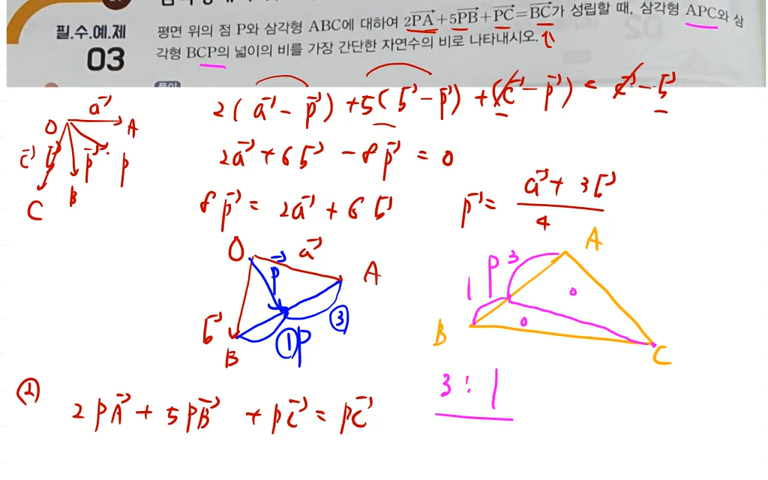 필.수.예.제
03
평면 위의 점 P와 삼각형 ABC에 대하여 2PA+5PB+PC=BC가 성립할 때, 삼각형 APC와 삼
각형 BCP의 넓이의 비를 가장 간단한 자연수의 비로 나타내시오.
2(a⃗-p⃗)+5(b⃗-p⃗)+(c⃗-p⃗)=c⃗-b⃗
O a⃗ A
c⃗ b⃗ p⃗ p
C B
2a⃗+6b⃗-8p⃗=0
8p⃗=2a⃗+6b⃗
p⃗=(a⃗+3b⃗)/4
O p⃗ a⃗ A
b⃗ B ① p ③
A
1 P 3
B C
3:1
② 2pA⃗+5pB⃗+pC⃗=pC⃗